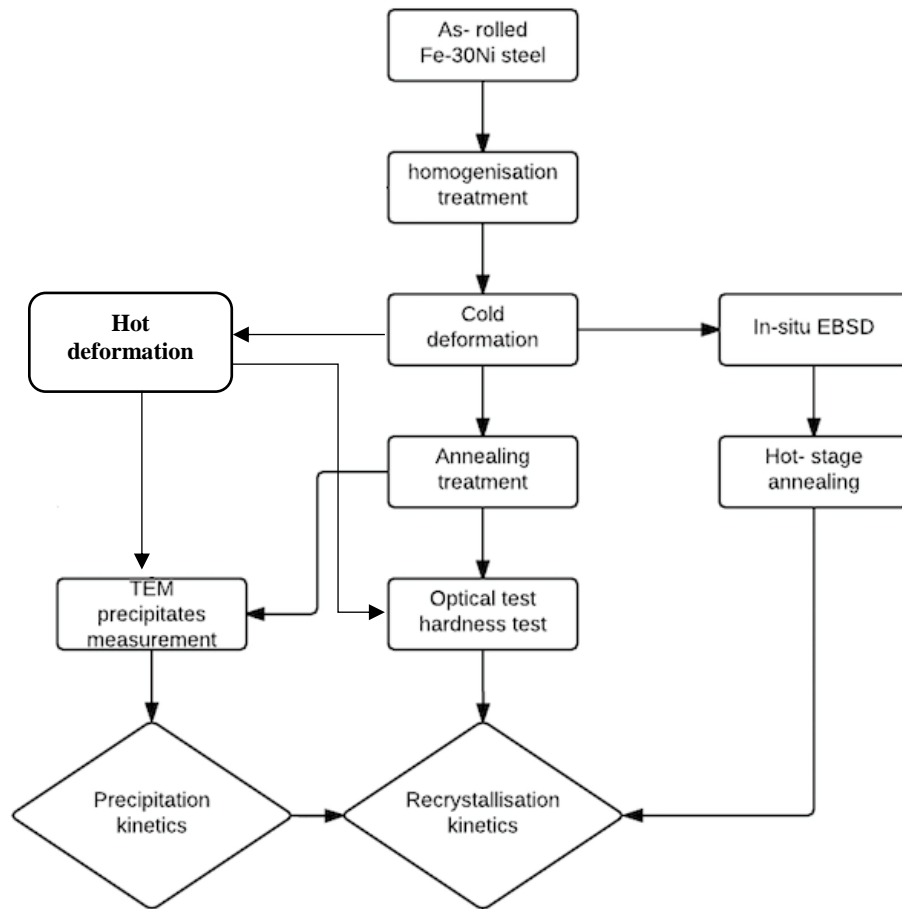 As- rolled
Fe-30Ni steel
homogenisation
treatment
Hot
deformation
Cold
deformation
In-situ EBSD
Annealing
treatment
Hot- stage
annealing
TEM
precipitates
measurement
Optical test
hardness test
Precipitation
kinetics
Recrystallisation
kinetics